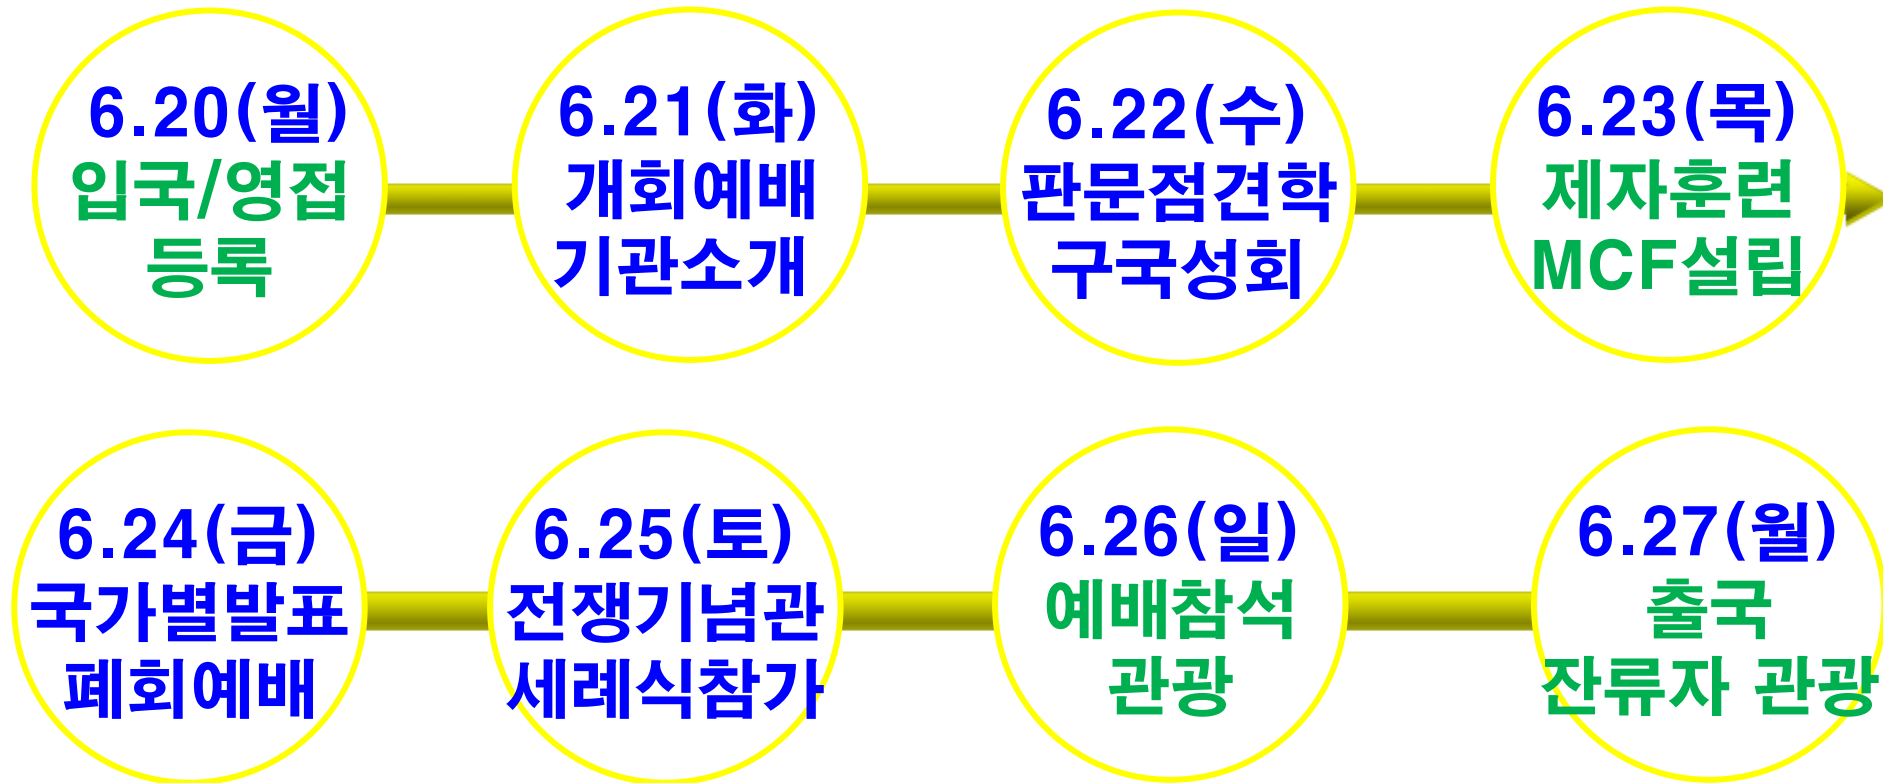 6.20(월)
입국/영접
등록
6.21(화)
개회예배
기관소개
6.22(수)
판문점견학
구국성회
6.23(목)
제자훈련
MCF설립
6.24(금)
국가별발표
폐회예배
6.25(토)
전쟁기념관
세례식참가
6.26(일)
예배참석
관광
6.27(월)
출국
잔류자 관광